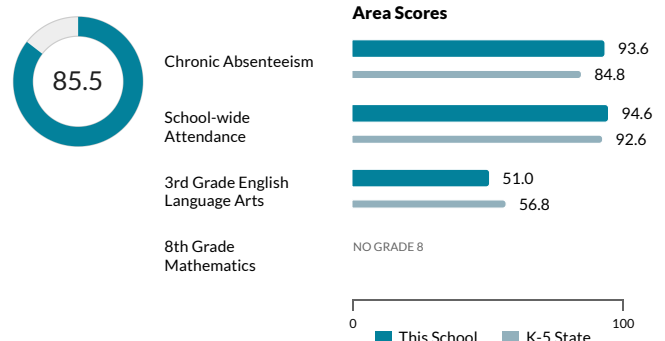 Area Scores
85.5
Chronic Absenteeism
93.6
84.8
School-wide
Attendance
94.6
92.6
3rd Grade English
Language Arts
51.0
56.8
8th Grade
Mathematics
NO GRADE 8
0
100
This School
K-5 State